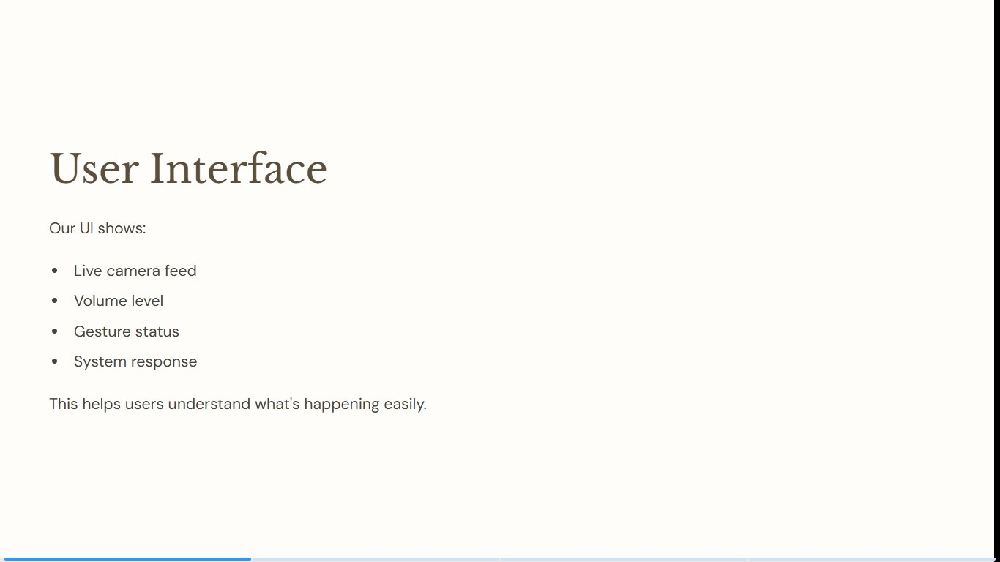 User Interface
Our UI shows:
• Live camera feed
• Volume level
• Gesture status
• System response
This helps users understand what's happening easily.